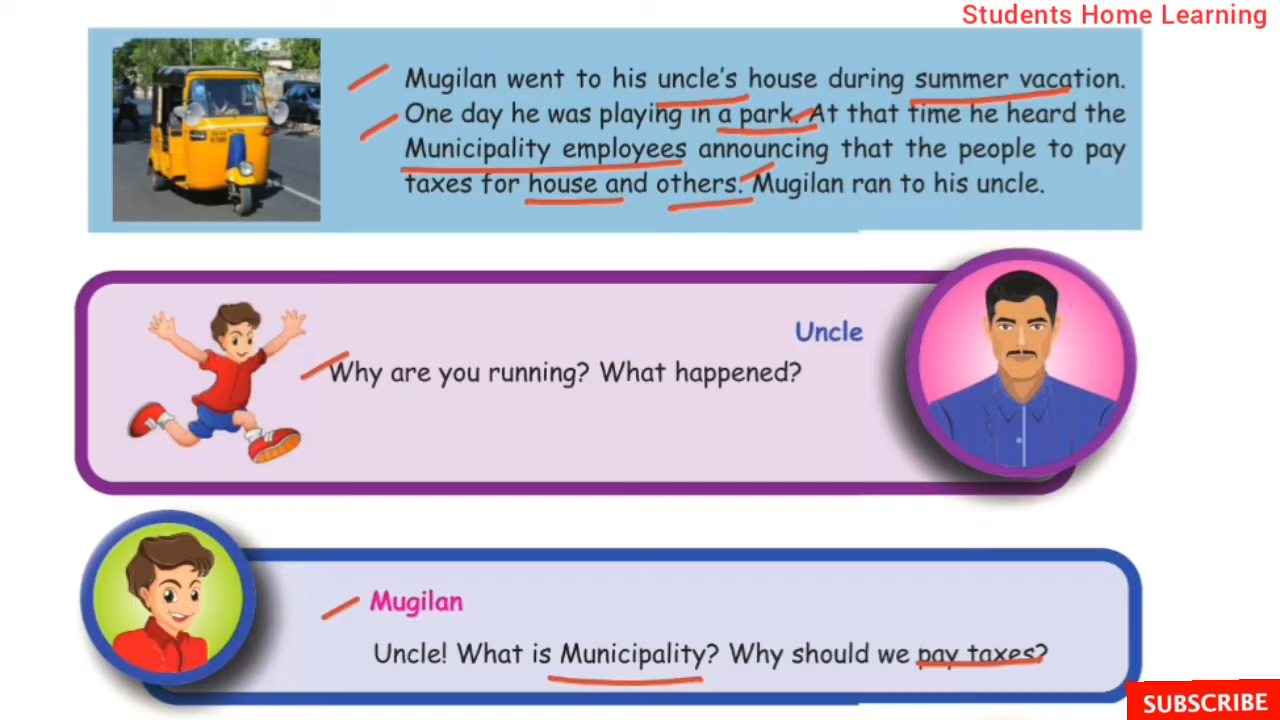 Students Home Learning
Mugilan went to his uncle's house during summer vacation.
One day he was playing in a park. At that time he heard the
Municipality employees announcing that the people to pay
taxes for house and others. Mugilan ran to his uncle.
Uncle
Why are you running? What happened?
Mugilan
Uncle! What is Municipality? Why should we pay taxes?
SUBSCRIBE